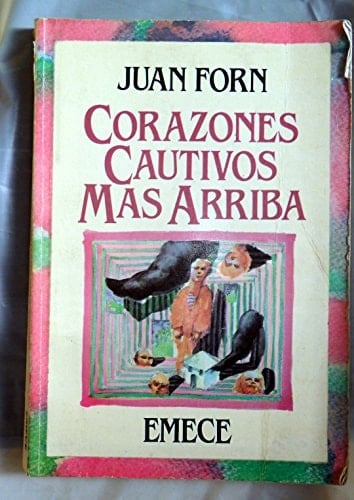 JUAN FORN
CORAZONES
CAUTIVOS
MAS ARRIBA
EMECE